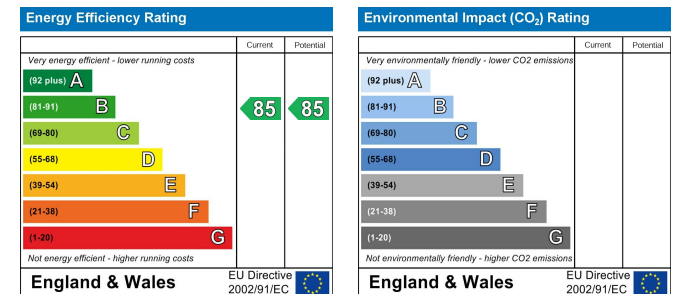 Energy Efficiency Rating
Current Potential
Very energy efficient - lower running costs
(92 plus) A
(81-91) B 85 85
(69-80) C
(55-68) D
(39-54) E
(21-38) F
(1-20) G
Not energy efficient - higher running costs
England & Wales
EU Directive
2002/91/EC
Environmental Impact (CO2) Rating
Current Potential
Very environmentally friendly - lower CO2 emissions
(92 plus) A
(81-91) B
(69-80) C
(55-68) D
(39-54) E
(21-38) F
(1-20) G
Not environmentally friendly - higher CO2 emissions
England & Wales
EU Directive
2002/91/EC